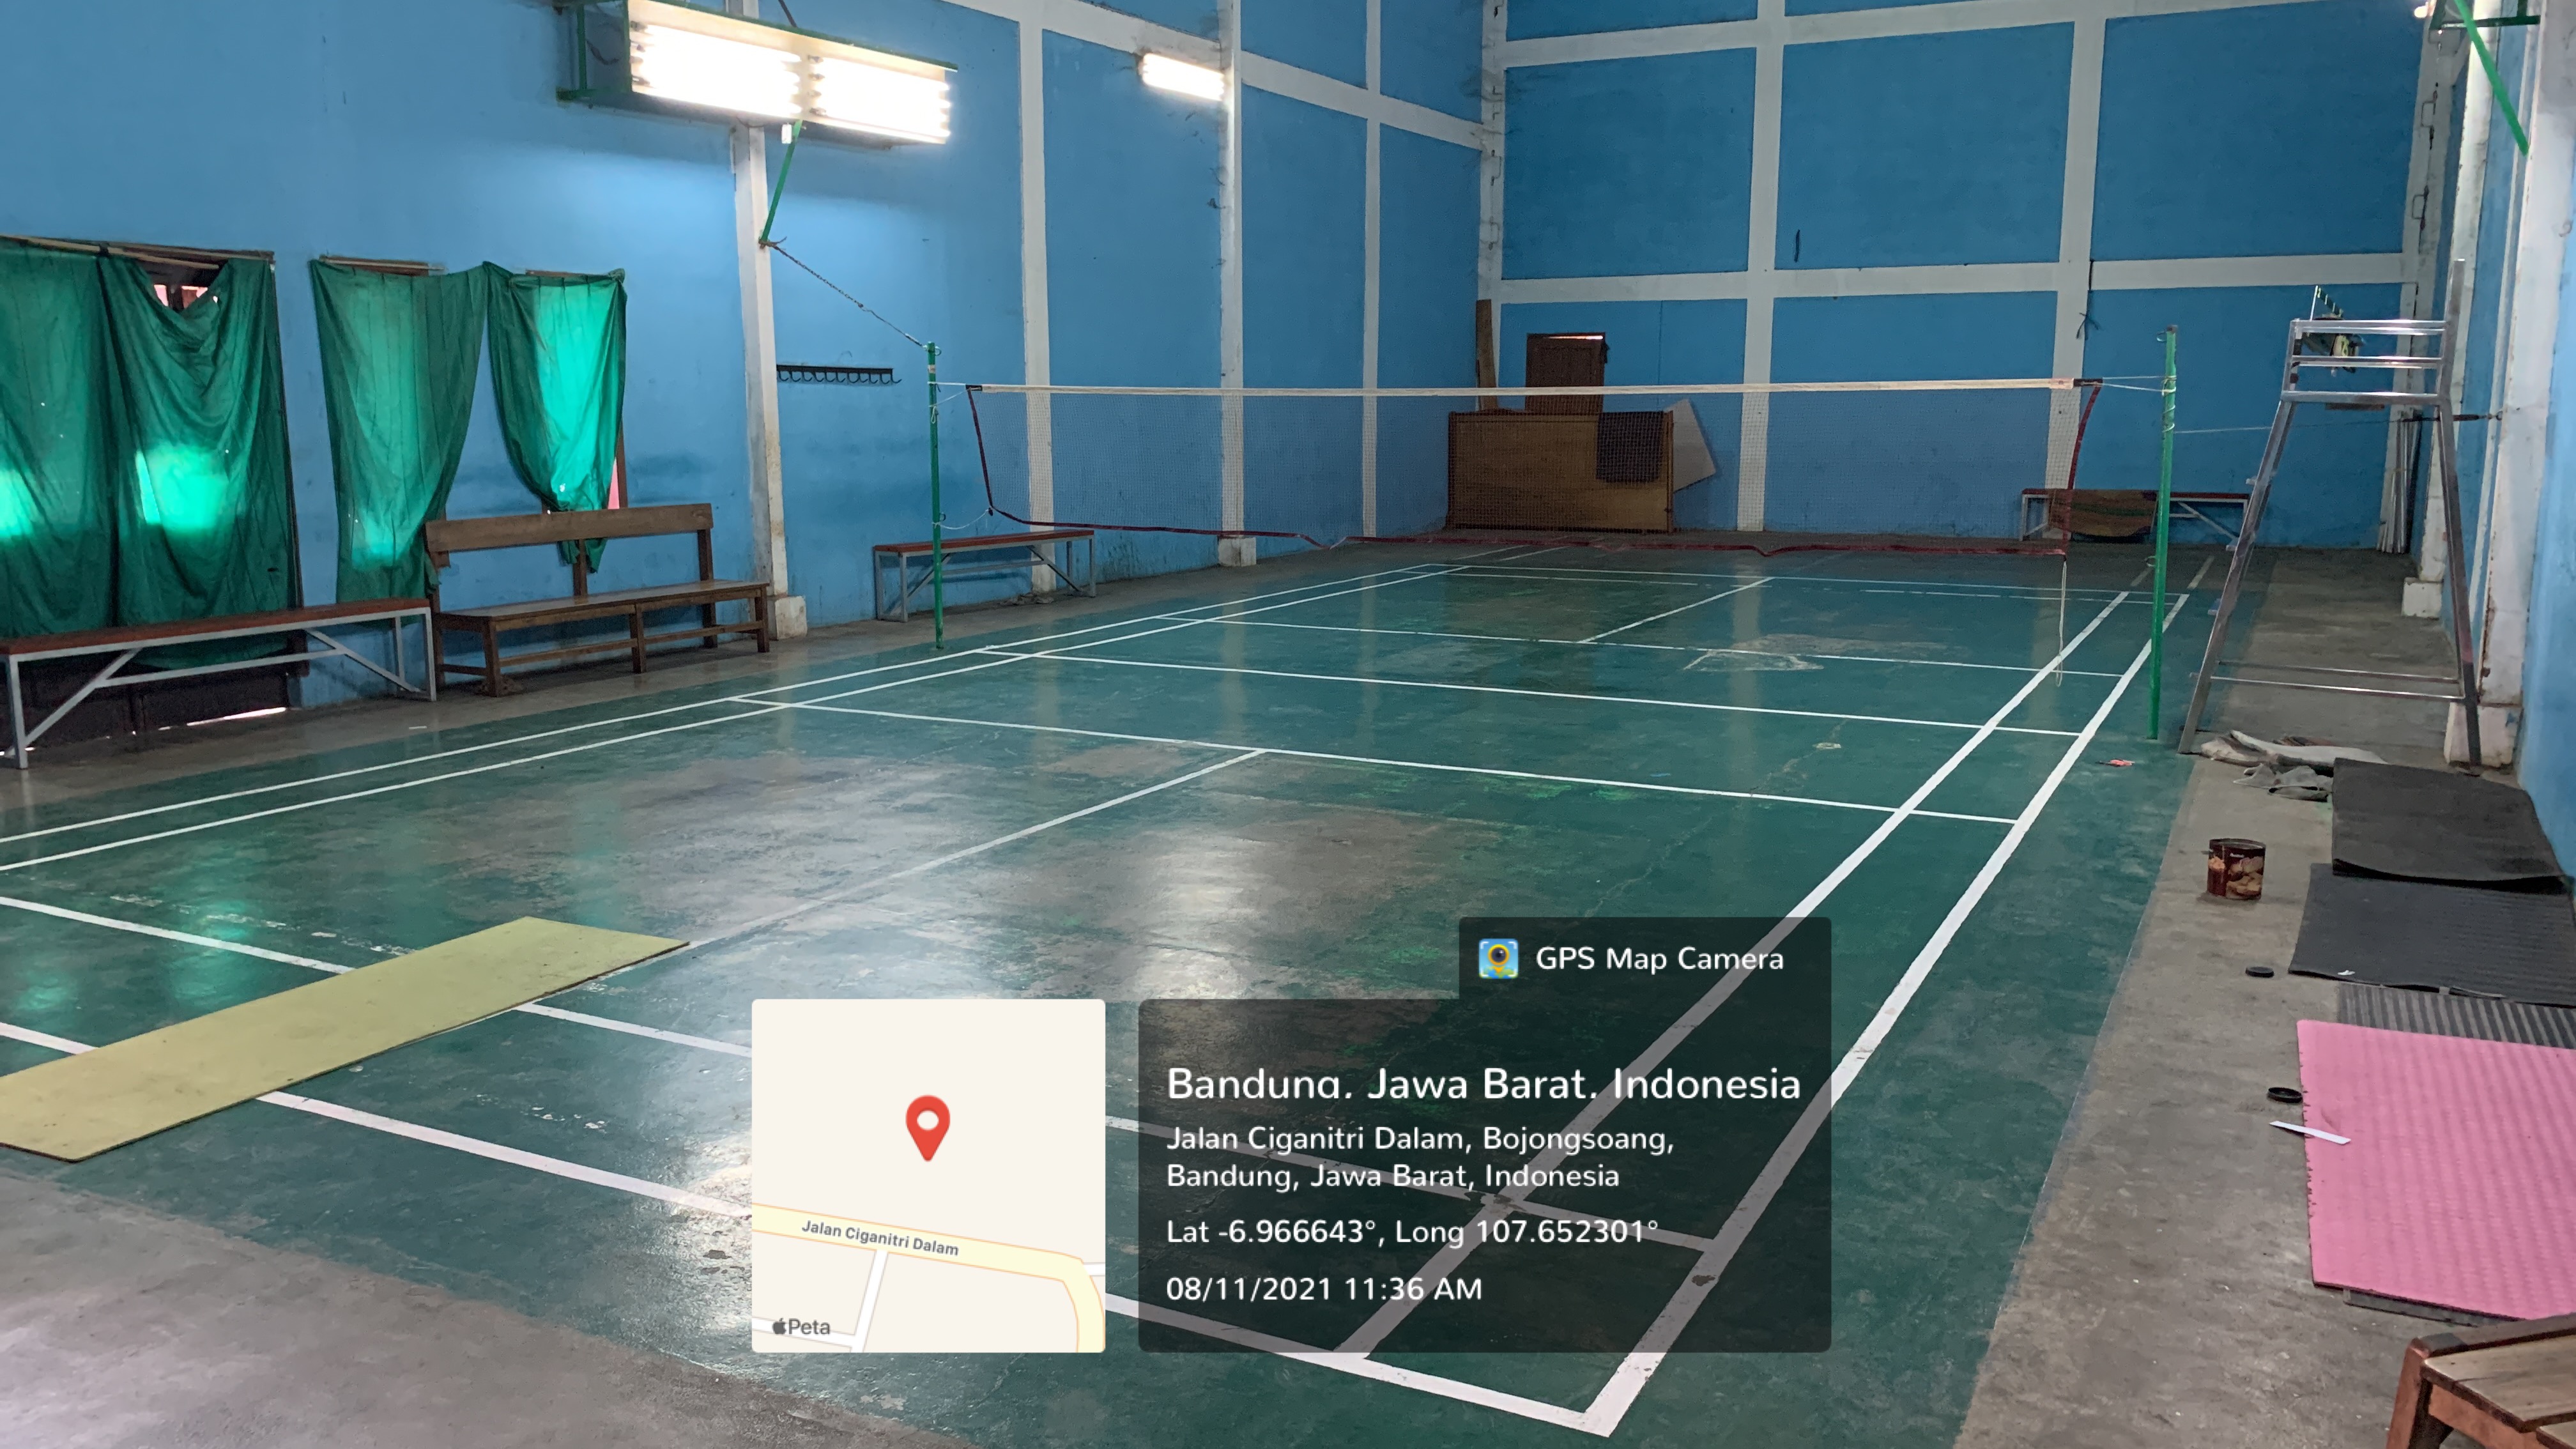 GPS Map Camera
Bandung, Jawa Barat, Indonesia
Jalan Ciganitri Dalam, Bojongsoang,
Bandung, Jawa Barat, Indonesia
Lat -6.966643°, Long 107.652301°
08/11/2021 11:36 AM
Jalan Ciganitri Dalam
Peta